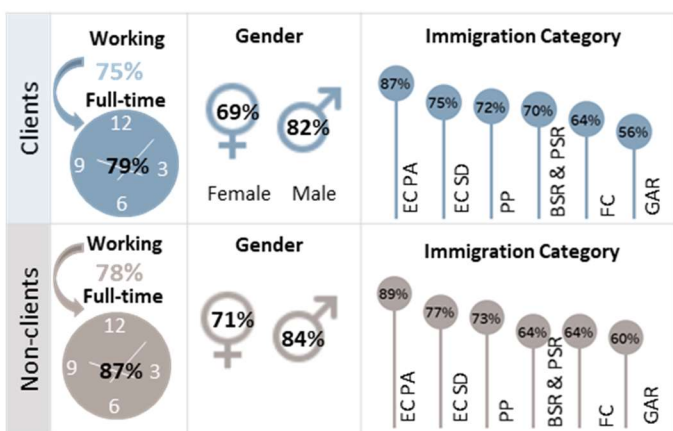 Clients
Working
75%
Full-time
12
9
79%
3
6
Gender
69%
82%
Female
Male
Immigration Category
87%
75%
72%
70%
64%
56%
EC PA
EC SD
PP
BSR & PSR
FC
GAR
Non-clients
Working
78%
Full-time
12
9
87%
3
6
Gender
71%
84%
Immigration Category
89%
77%
73%
64%
64%
60%
EC PA
EC SD
PP
BSR & PSR
FC
GAR